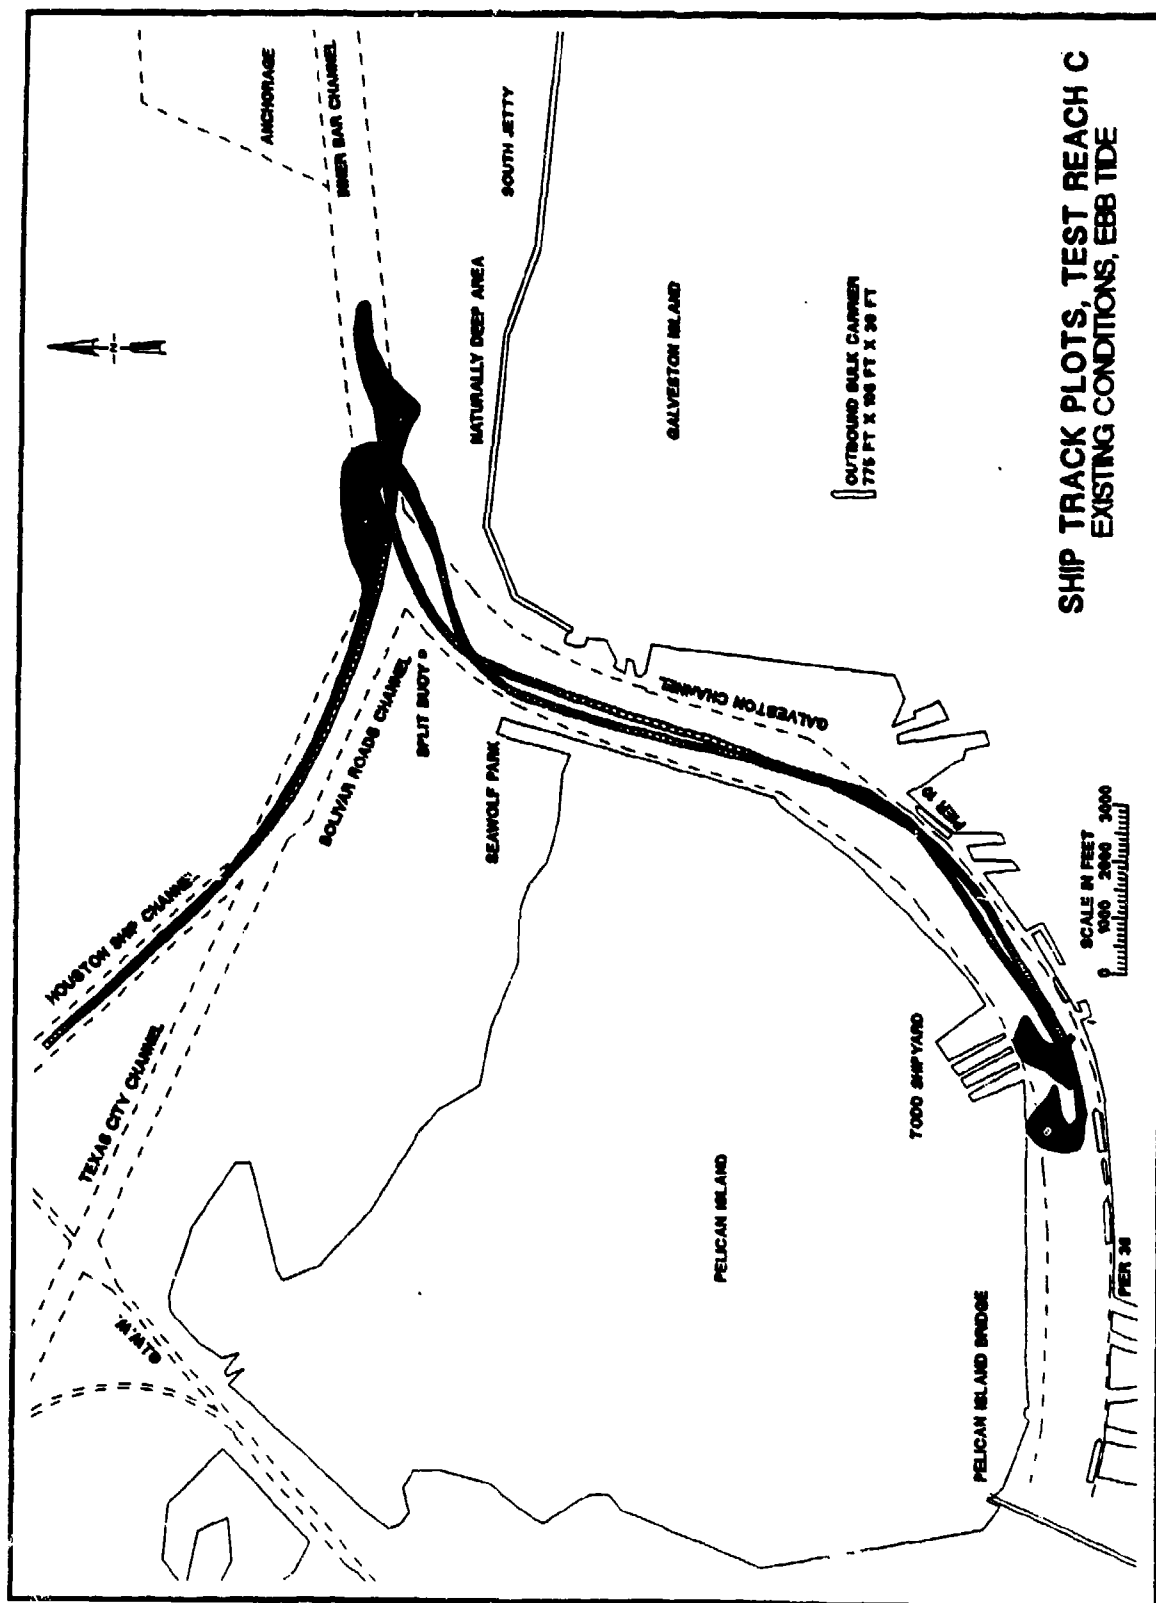 ANCHORAGE
INNER BAR CHANNEL
SOUTH JETTY
N
NATURALLY DEEP AREA
GALVESTON ISLAND
OUTBOUND BULK CARRIER
775 FT X 106 FT X 38 FT
HOUSTON SHIP CHANNEL
BOLIVAR ROADS CHANNEL
SPLIT BUOY P
SEAWOLF PARK
GALVESTON CHANNEL
TEXAS CITY CHANNEL
G.I.W.W.
PIER 10
TODD SHIPYARD
PELICAN ISLAND
PELICAN ISLAND BRIDGE
PIER 36
SCALE IN FEET
0 1000 2000 3000
SHIP TRACK PLOTS, TEST REACH C
EXISTING CONDITIONS, EBB TIDE